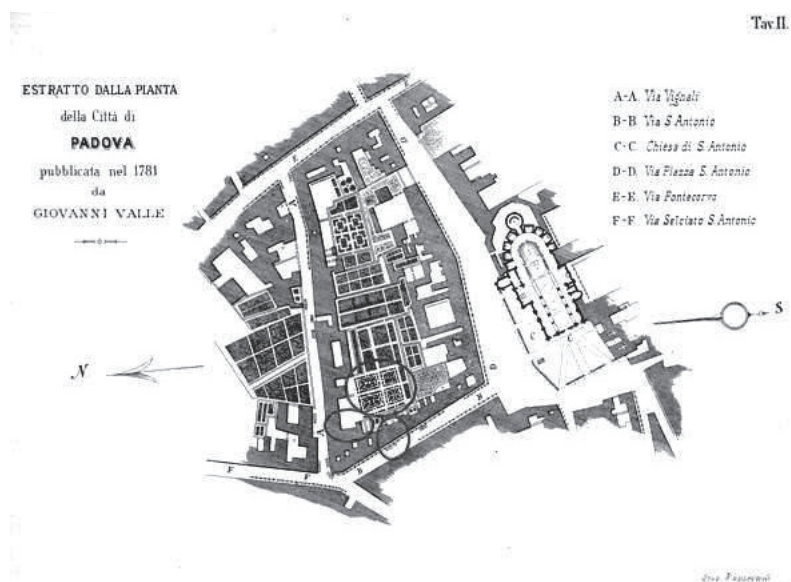 Tav II.
ESTRATTO DALLA PIANTA
della Città di
PADOVA
pubblicata nel 1781
da
GIOVANNI VALLE
A-A. Via Vignali
B-B. Via S Antonio
C-C. Chiesa di S. Antonio
D-D. Via Piazza S. Antonio
E-E. Via Pontecorvo
F-F. Via Selciato S. Antonio
N
S
E
C
C
D
B
B
F
F